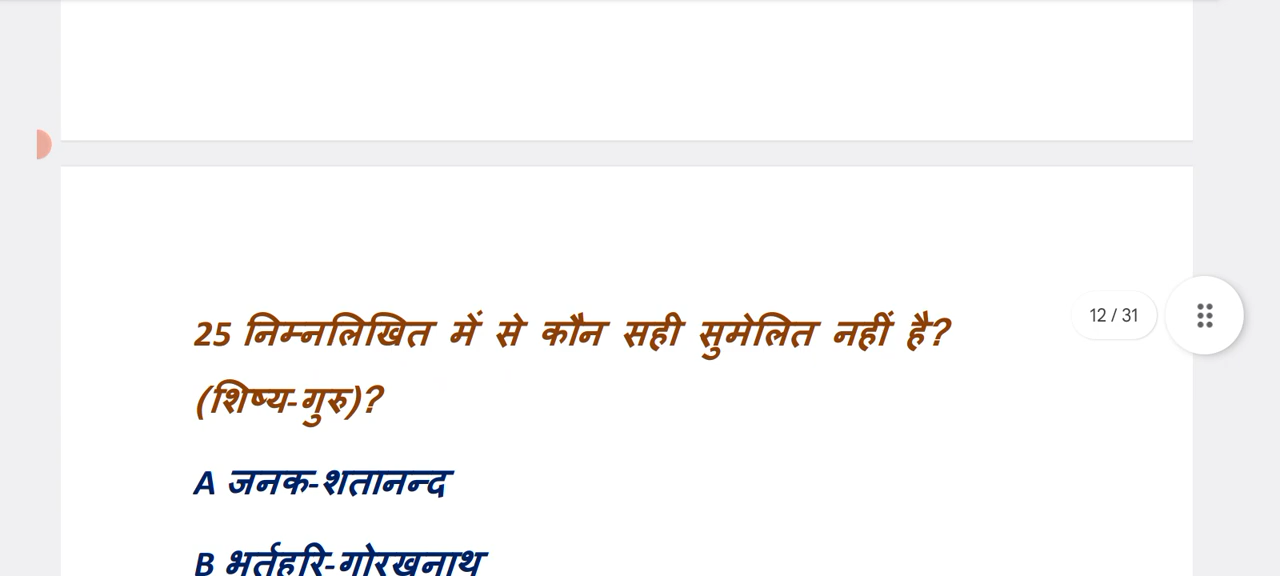 12 / 31
25 निम्नलिखित में से कौन सही सुमेलित नहीं है?
(शिष्य-गुरु)?
A जनक-शतानन्द
B भर्तहरि-गोरखनाथ